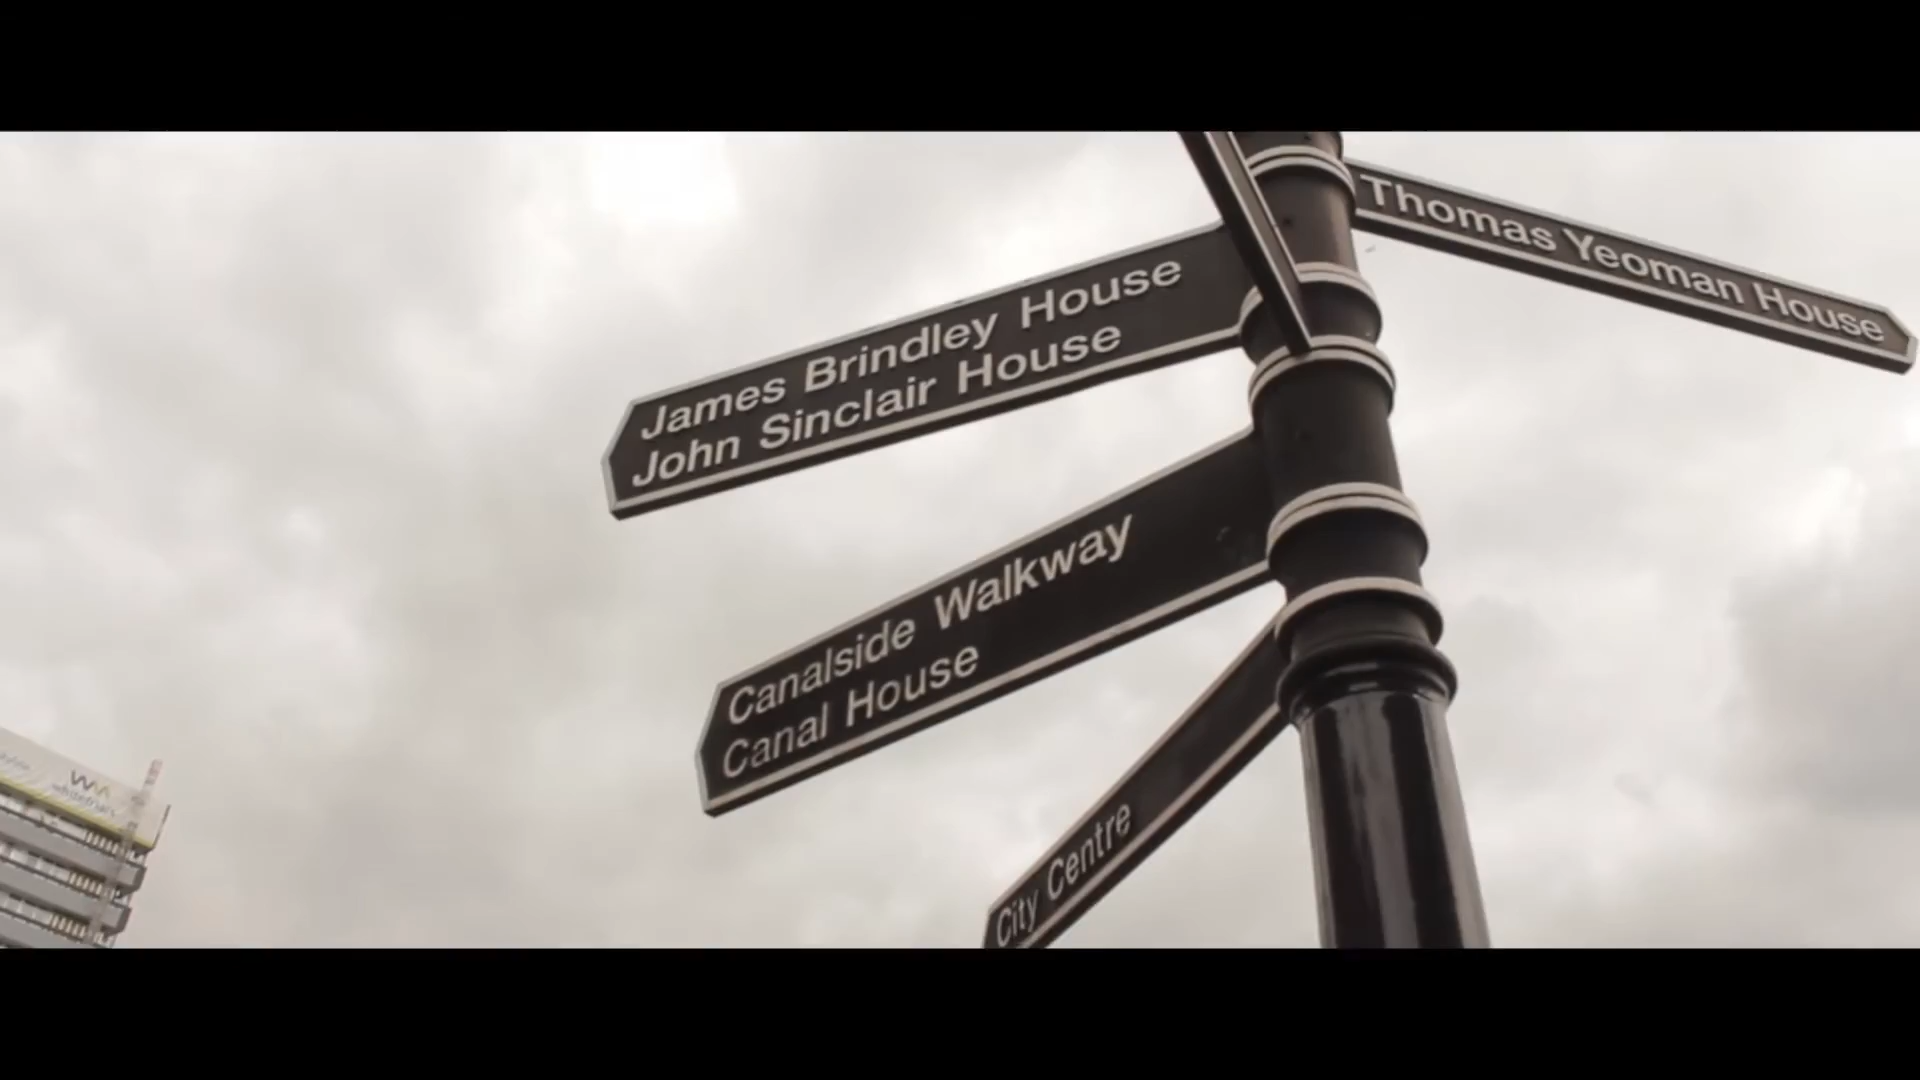 Thomas Yeoman House
James Brindley House
John Sinclair House
Canalside Walkway
Canal House
City Centre